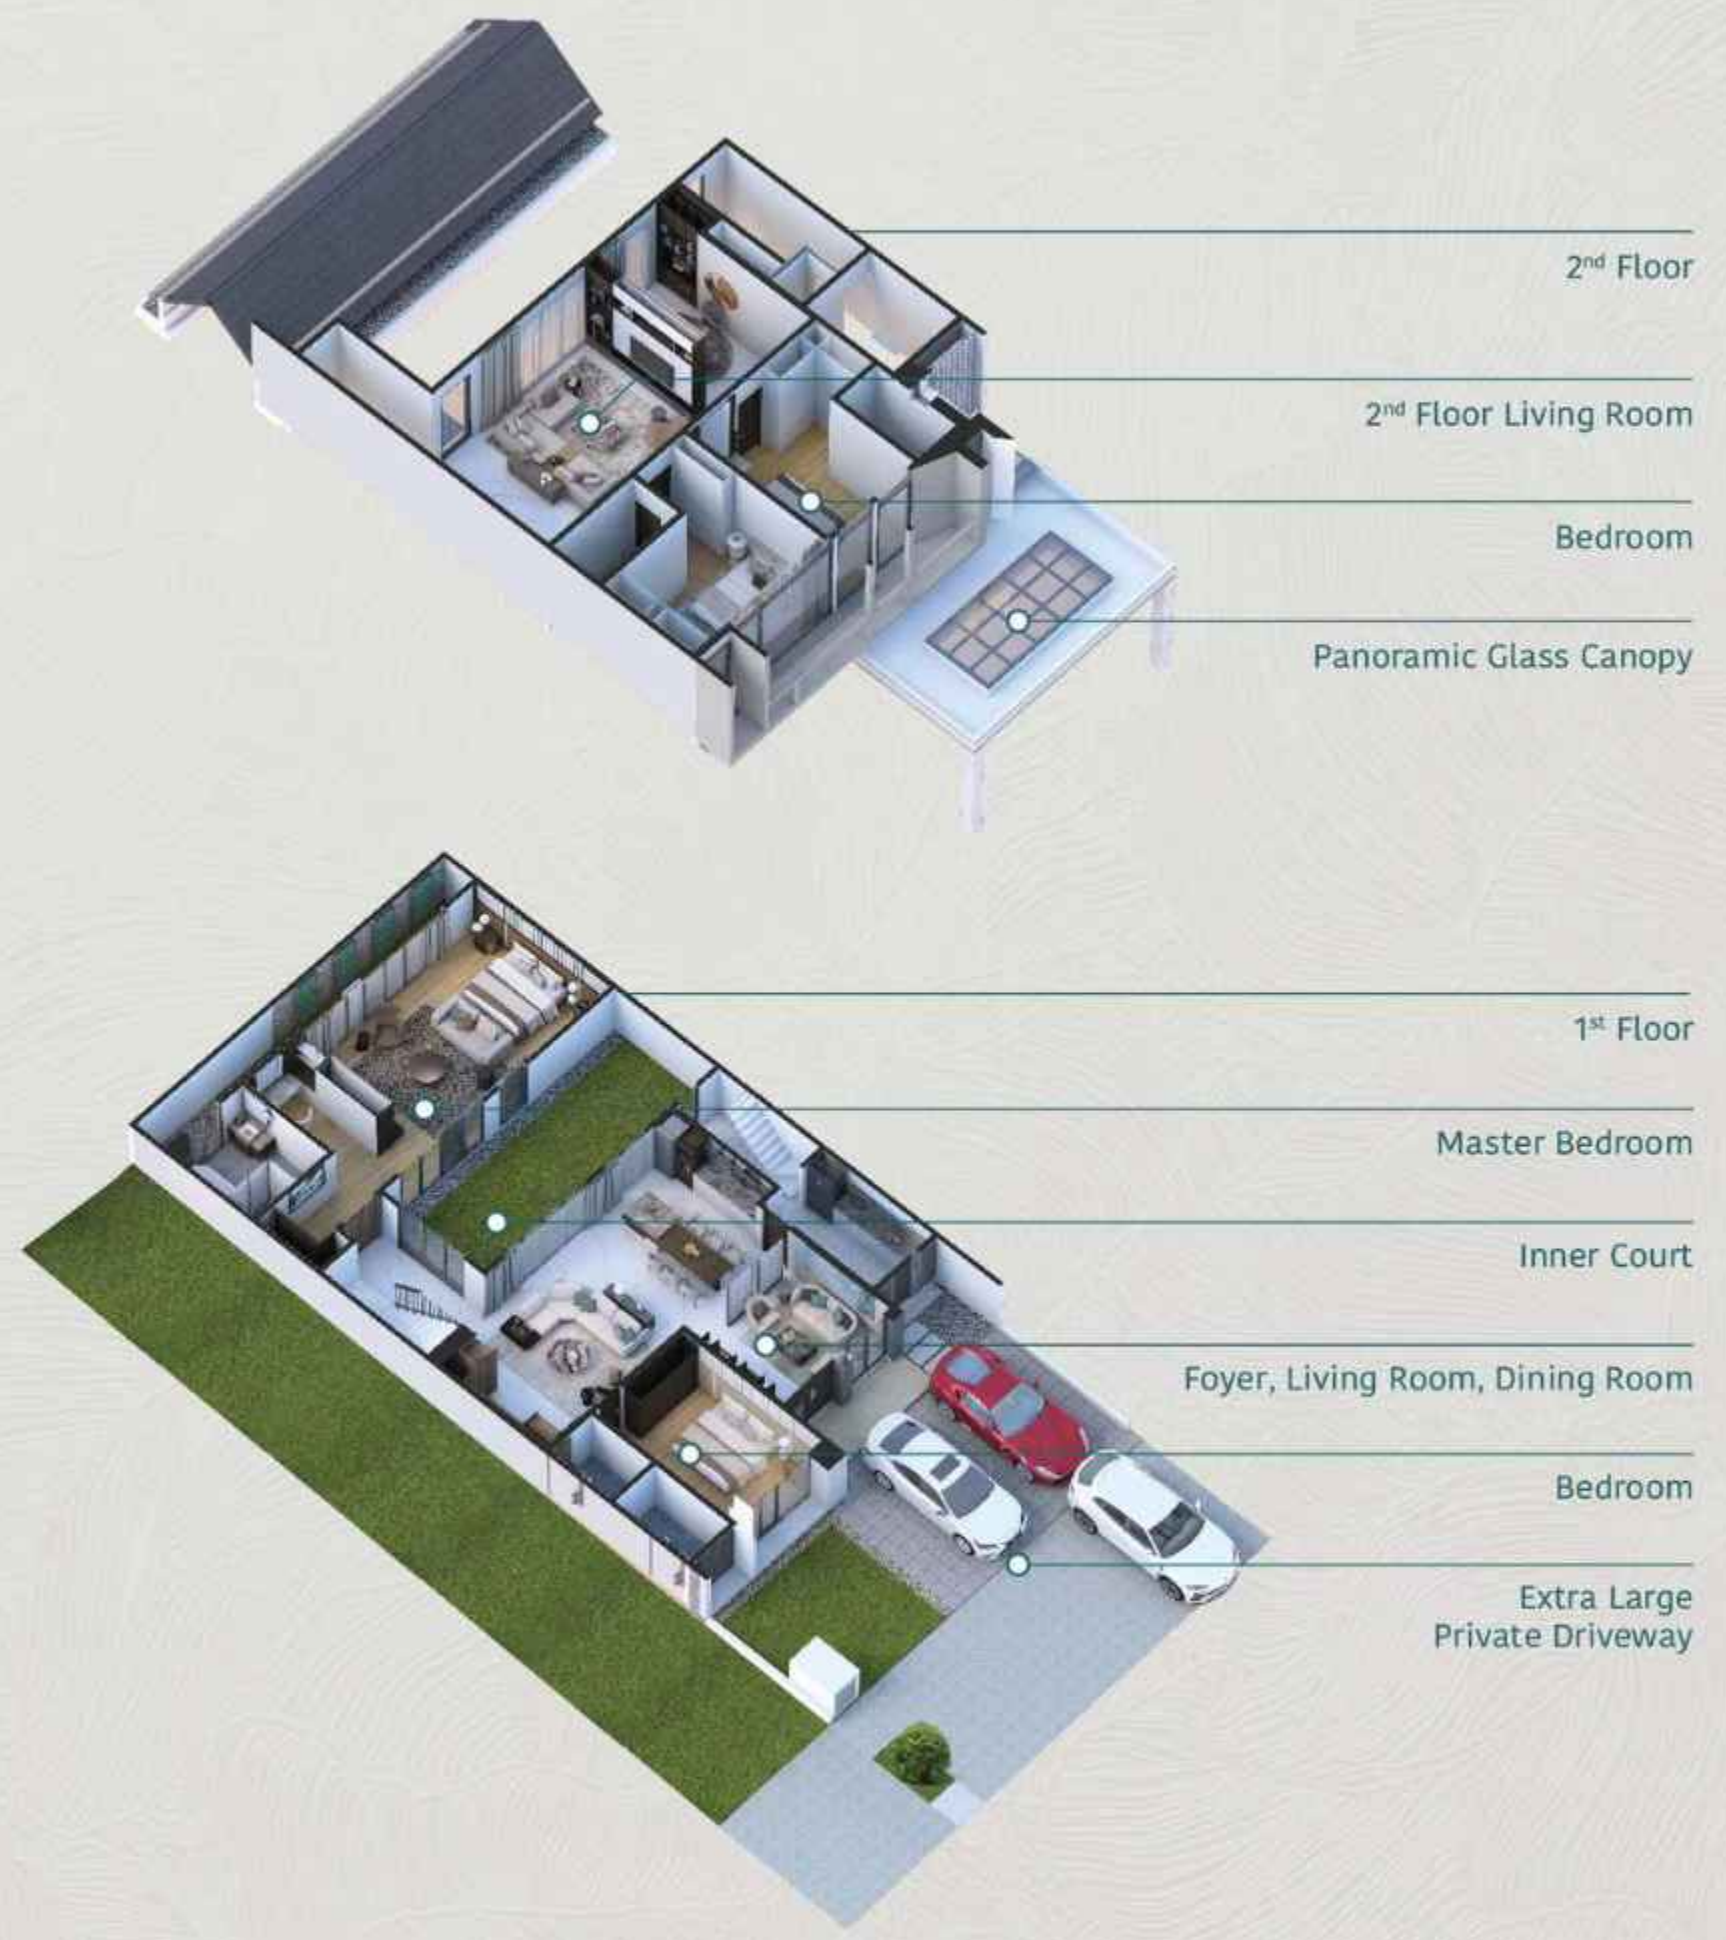 2nd Floor
2nd Floor Living Room
Bedroom
Panoramic Glass Canopy
1st Floor
Master Bedroom
Inner Court
Foyer, Living Room, Dining Room
Bedroom
Extra Large
Private Driveway